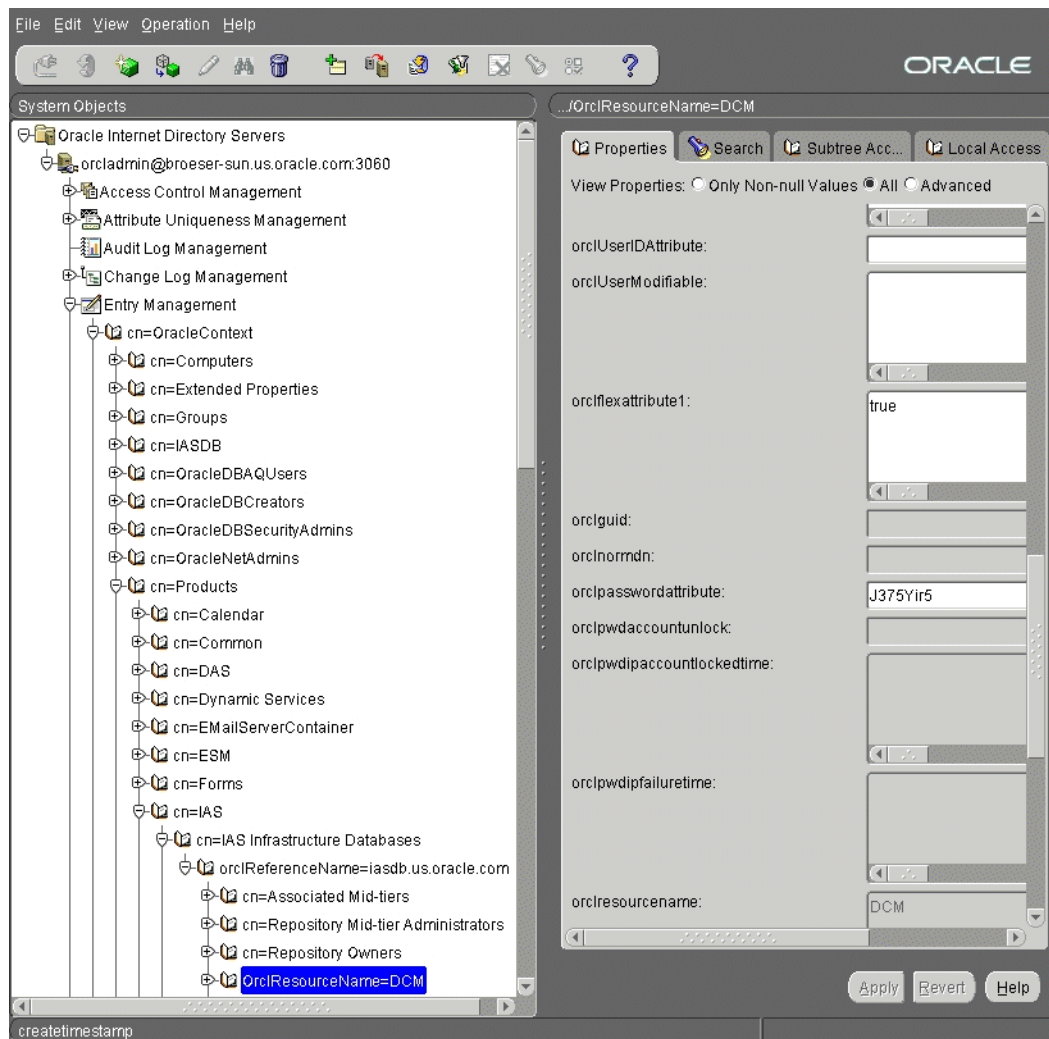 File Edit View Operation Help
ORACLE
System Objects
Oracle Internet Directory Servers
orcladmin@broeser-sun.us.oracle.com:3060
Access Control Management
Attribute Uniqueness Management
Audit Log Management
Change Log Management
Entry Management
cn=OracleContext
cn=Computers
cn=Extended Properties
cn=Groups
cn=IASDB
cn=OracleDBAQUsers
cn=OracleDBCreators
cn=OracleDBSecurityAdmins
cn=OracleNetAdmins
cn=Products
cn=Calendar
cn=Common
cn=DAS
cn=Dynamic Services
cn=EMailServerContainer
cn=ESM
cn=Forms
cn=IAS
cn=IAS Infrastructure Databases
orclReferenceName=iasdb.us.oracle.com
cn=Associated Mid-tiers
cn=Repository Mid-tier Administrators
cn=Repository Owners
OrclResourceName=DCM
.../OrclResourceName=DCM
Properties Search Subtree Acc... Local Access
View Properties: Only Non-null Values All Advanced
orclUserIDAttribute:
orclUserModifiable:
orclflexattribute1: true
orclguid:
orclnormdn:
orclpasswordattribute: J375Yir5
orclpwdaccountunlock:
orclpwdipaccountlockedtime:
orclpwdipfailuretime:
orclresourcename: DCM
Apply Revert Help
createtimestamp